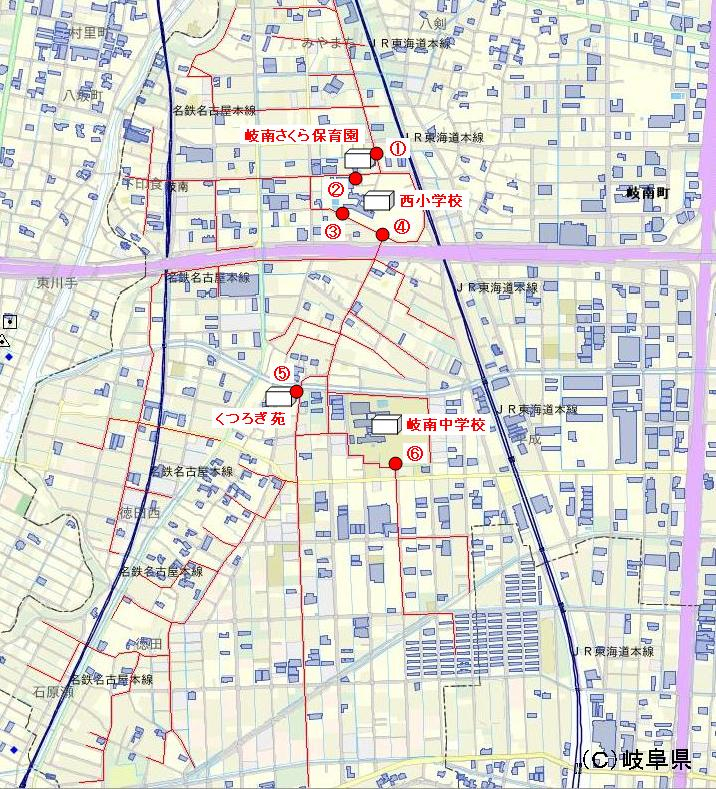 八剣
村里町
みやまち
JR東海道本線
八坂町
名鉄名古屋本線
岐南さくら保育園
①
JR東海道本線
下印食
岐南
②
西小学校
岐南町
③
④
東川手
名鉄名古屋本線
JR東海道本線
⑤
くつろぎ苑
JR東海道本線
岐南中学校
平成
⑥
名鉄名古屋本線
徳田西
名鉄名古屋本線
徳田
JR東海道本線
名鉄名古屋本線
石原瀬
(C)岐阜県